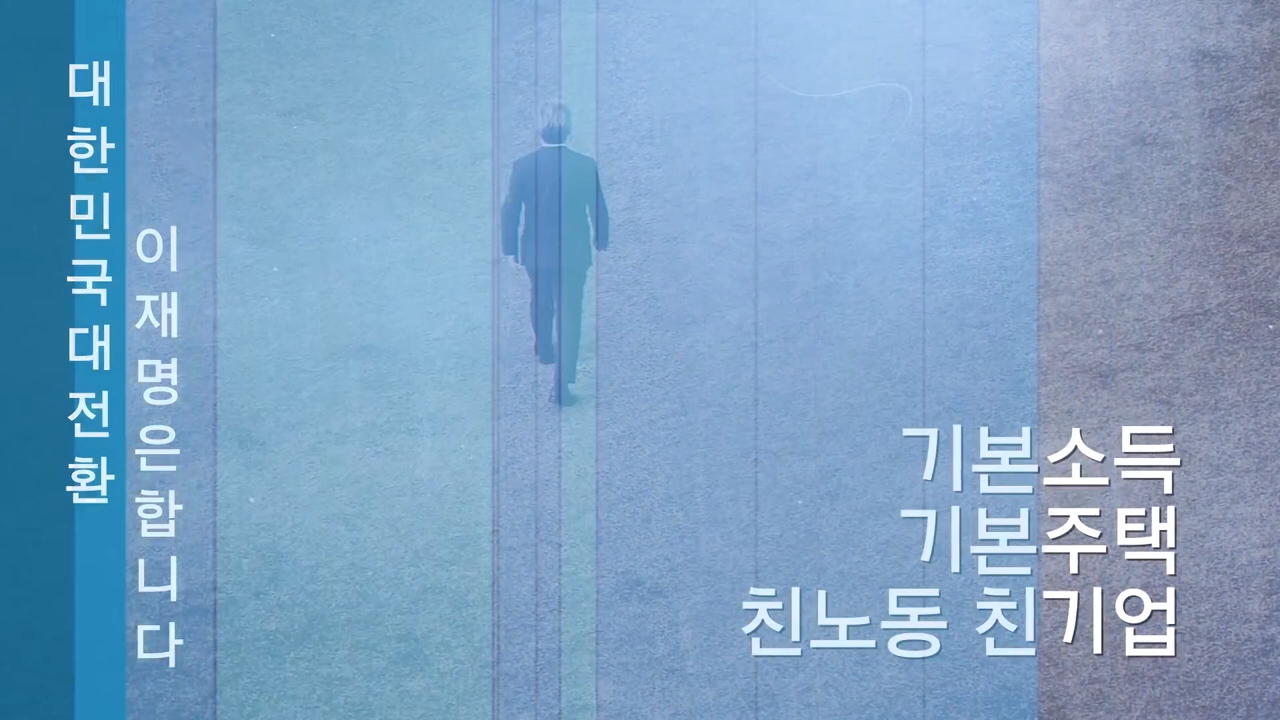 대한민국대전환
이재명은합니다
기본소득
기본주택
친노동 친기업